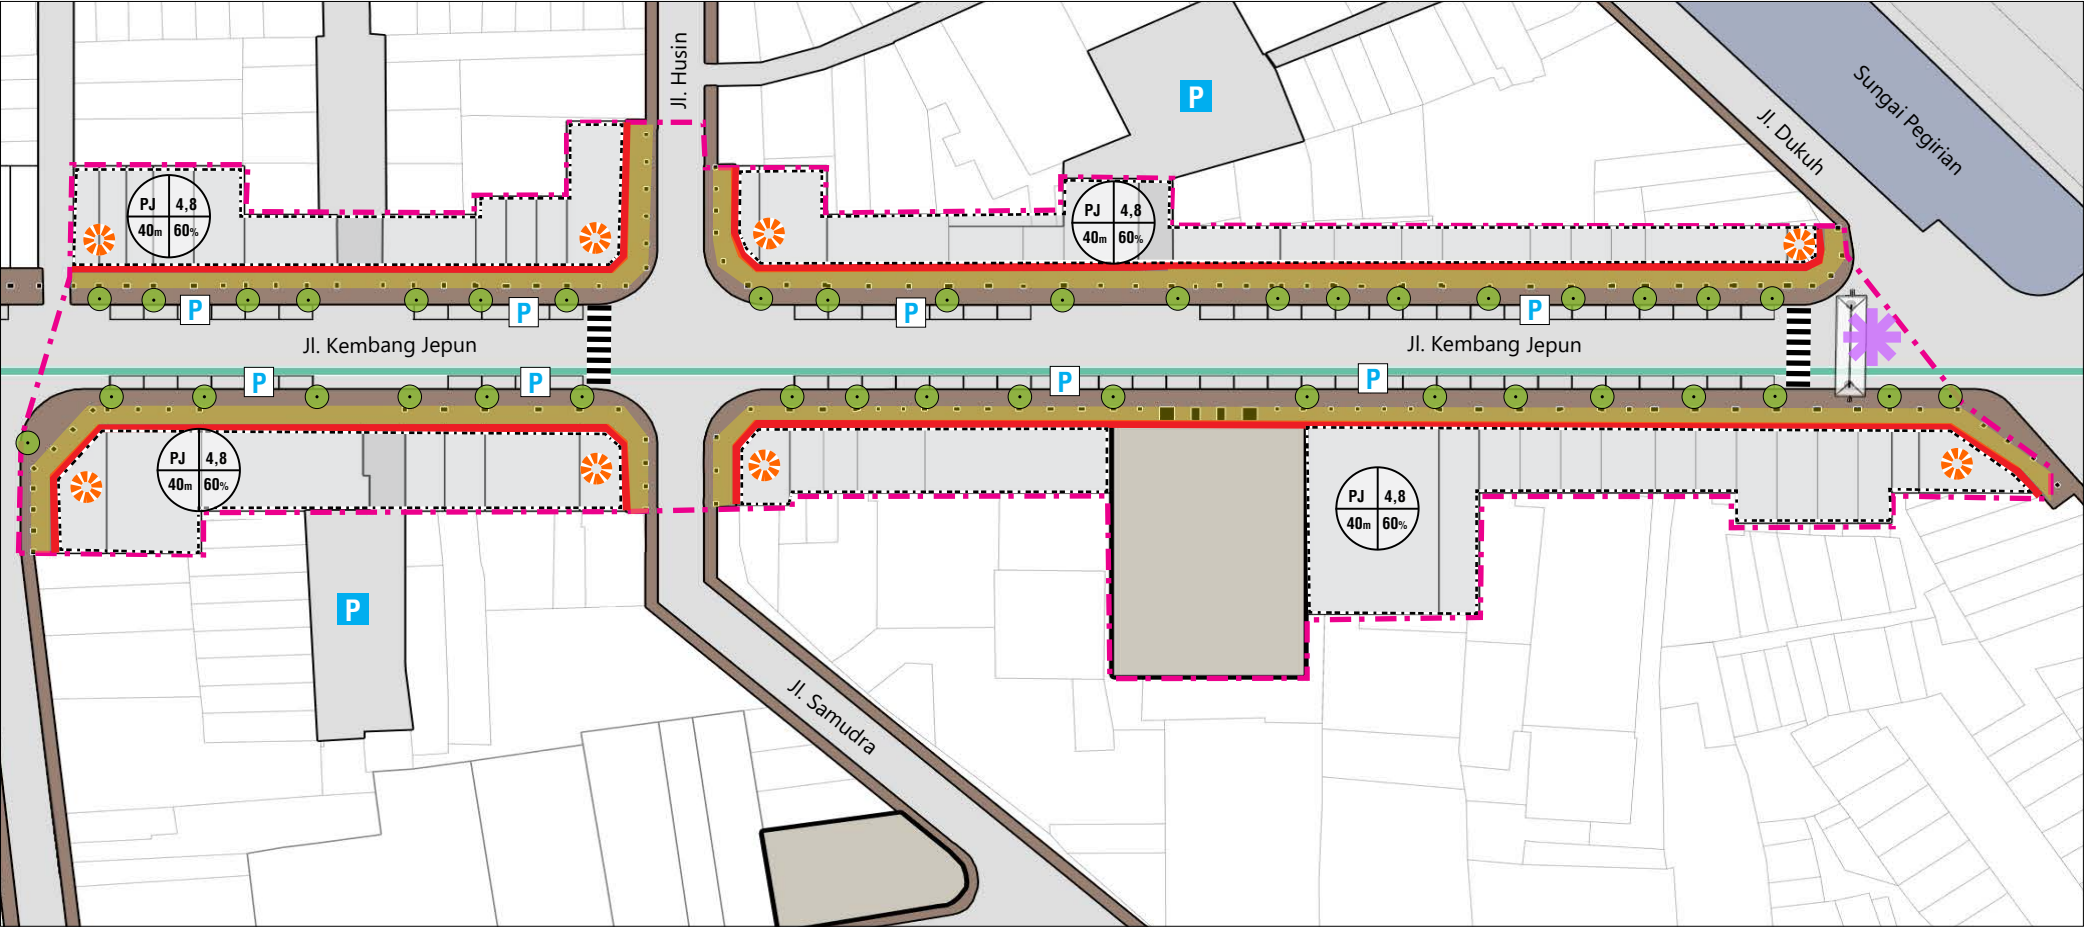 Jl. Husin
P
Sungai Pegirian
Jl. Dukuh
PJ 4,8
40m 60%
PJ 4,8
40m 60%
P
P
P
P
Jl. Kembang Jepun
Jl. Kembang Jepun
P
P
P
P
PJ 4,8
40m 60%
PJ 4,8
40m 60%
P
Jl. Samudra